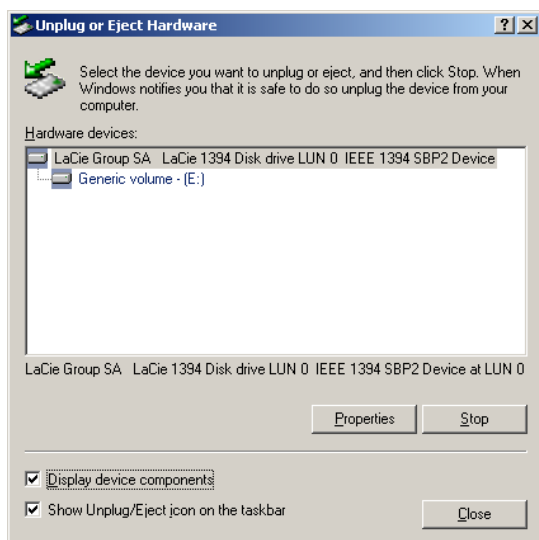 Unplug or Eject Hardware
Select the device you want to unplug or eject, and then click Stop. When
Windows notifies you that it is safe to do so unplug the device from your
computer.
Hardware devices:
LaCie Group SA   LaCie 1394 Disk drive LUN 0  IEEE 1394 SBP2 Device
Generic volume - (E:)
LaCie Group SA   LaCie 1394 Disk drive LUN 0  IEEE 1394 SBP2 Device at LUN 0
Properties
Stop
Display device components
Show Unplug/Eject icon on the taskbar
Close